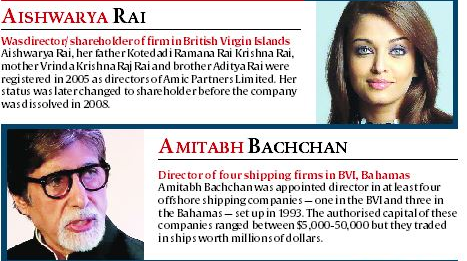 AISHWARYA RAI
Was director/shareholder of firm in British Virgin Islands
Aishwarya Rai, her father Kotedadi Ramana Rai Krishna Rai,
mother Vrinda Krishna Raj Rai and brother Aditya Rai were
registered in 2005 as directors of Amic Partners Limited. Her
status was later changed to shareholder before the company
was dissolved in 2008.
AMITABH BACHCHAN
Director of four shipping firms in BVI, Bahamas
Amitabh Bachchan was appointed director in at least four
offshore shipping companies — one in the BVI and three in
the Bahamas — set up in 1993. The authorised capital of these
companies ranged between $5,000-50,000 but they traded
in ships worth millions of dollars.